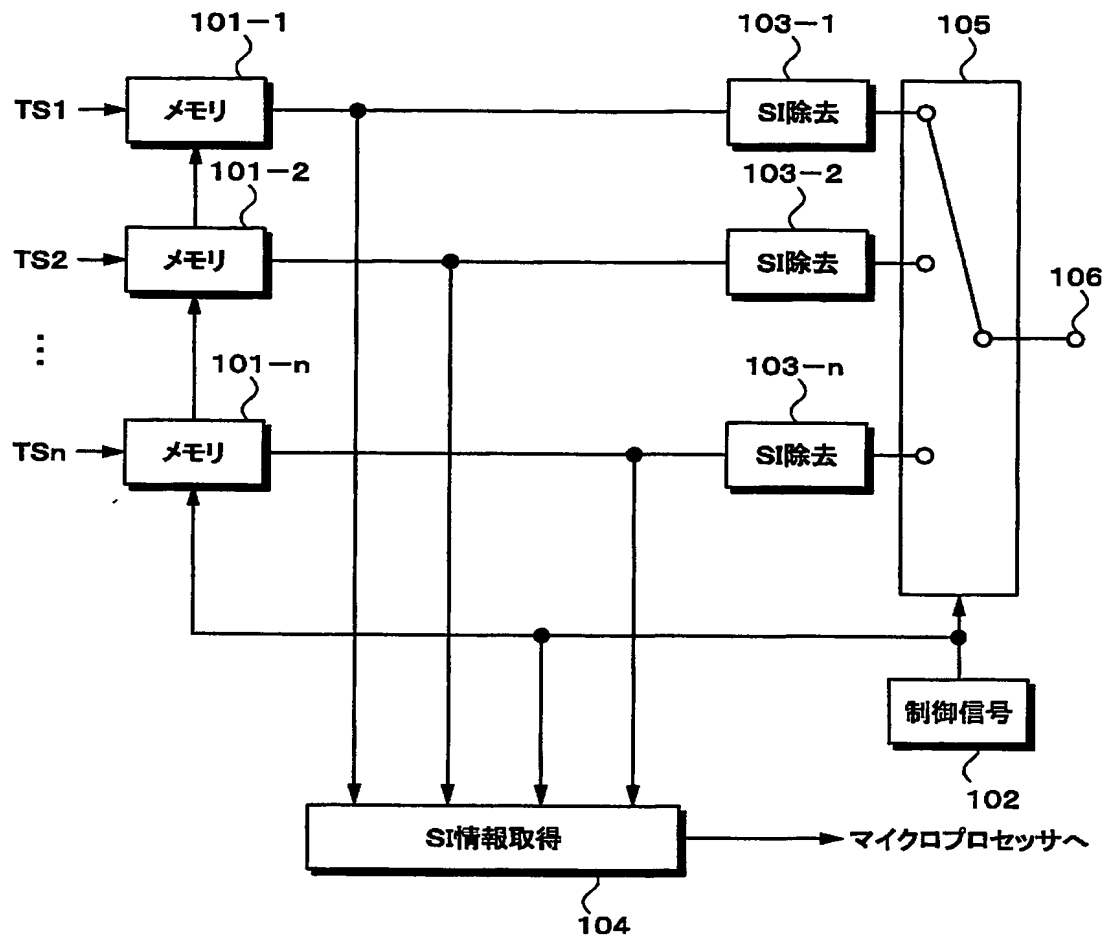 101-1
103-1
105
TS1
メモリ
SI除去
101-2
103-2
TS2
メモリ
SI除去
106
⋮
101-n
103-n
TSn
メモリ
SI除去
制御信号
102
SI情報取得
マイクロプロセッサへ
104